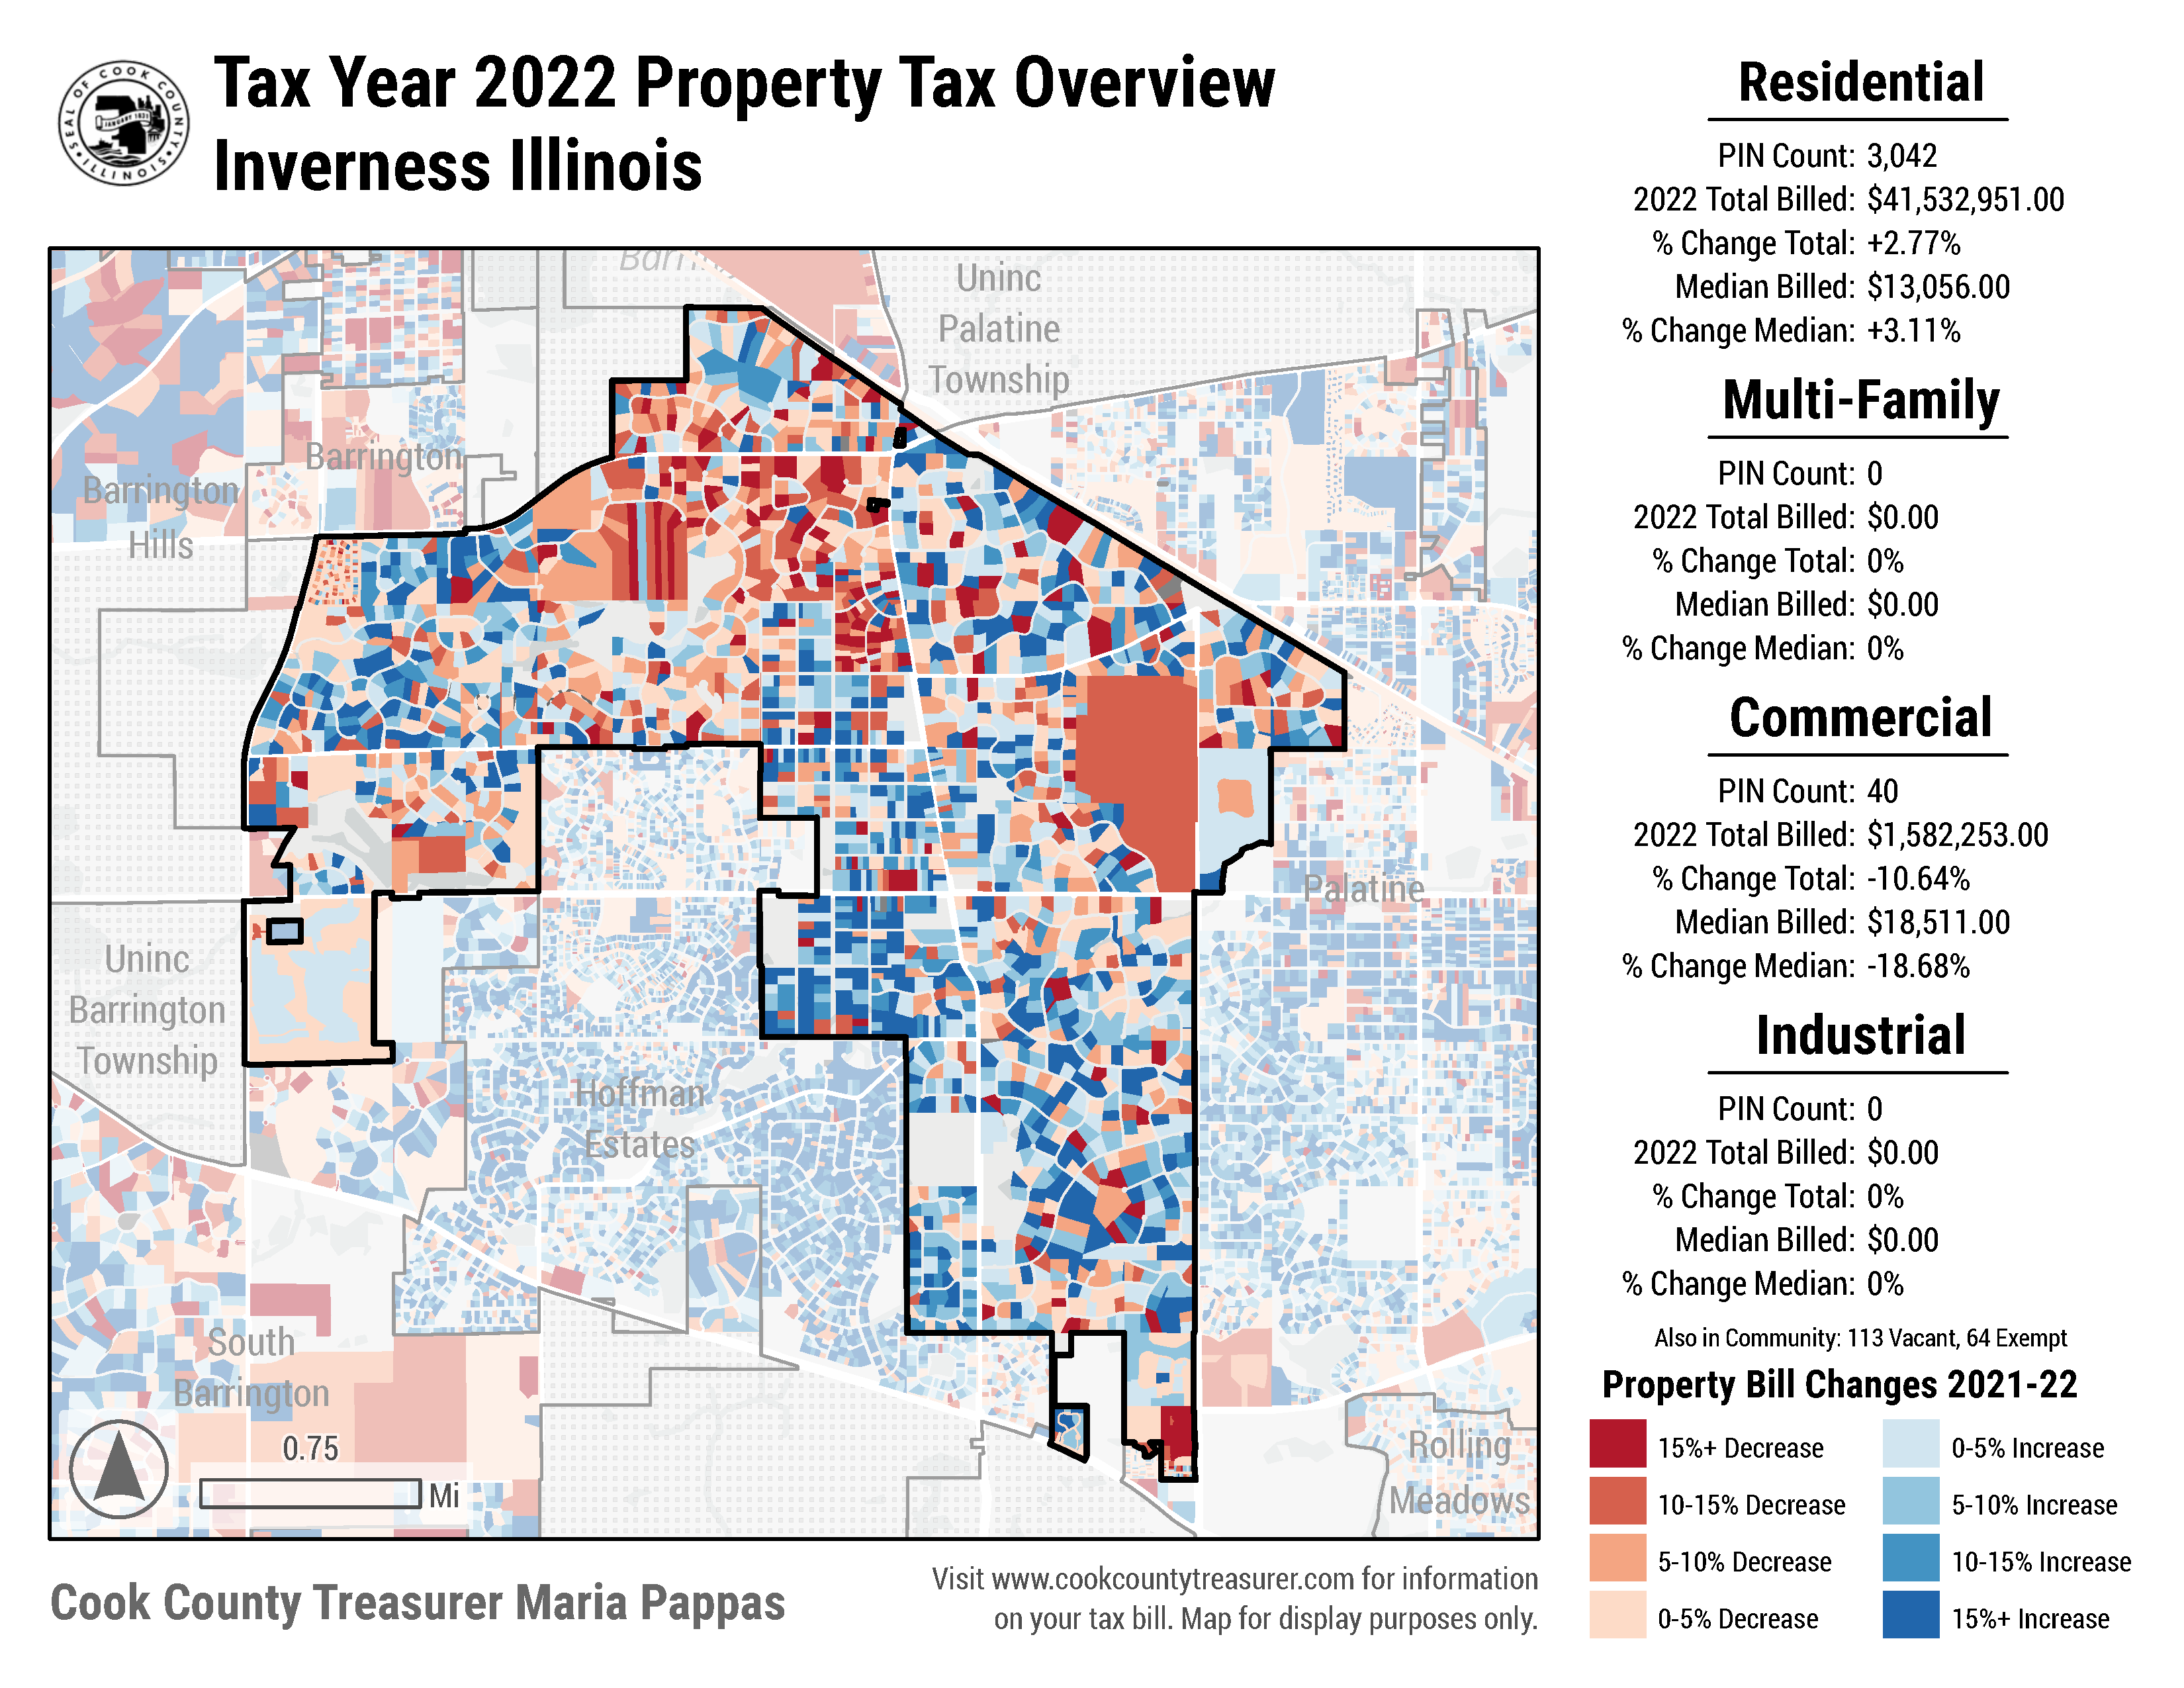 SEAL OF COOK COUNTY
ILLINOIS
JANUARY 1831
Tax Year 2022 Property Tax Overview
Inverness Illinois
Uninc
Palatine
Township
Barrington
Barrington
Hills
Palatine
Uninc
Barrington
Township
Hoffman
Estates
South
Barrington
Rolling
Meadows
0.75
Mi
Cook County Treasurer Maria Pappas
Visit www.cookcountytreasurer.com for information
on your tax bill. Map for display purposes only.
Residential
PIN Count: 3,042
2022 Total Billed: $41,532,951.00
% Change Total: +2.77%
Median Billed: $13,056.00
% Change Median: +3.11%
Multi-Family
PIN Count: 0
2022 Total Billed: $0.00
% Change Total: 0%
Median Billed: $0.00
% Change Median: 0%
Commercial
PIN Count: 40
2022 Total Billed: $1,582,253.00
% Change Total: -10.64%
Median Billed: $18,511.00
% Change Median: -18.68%
Industrial
PIN Count: 0
2022 Total Billed: $0.00
% Change Total: 0%
Median Billed: $0.00
% Change Median: 0%
Also in Community: 113 Vacant, 64 Exempt
Property Bill Changes 2021-22
15%+ Decrease
10-15% Decrease
5-10% Decrease
0-5% Decrease
0-5% Increase
5-10% Increase
10-15% Increase
15%+ Increase